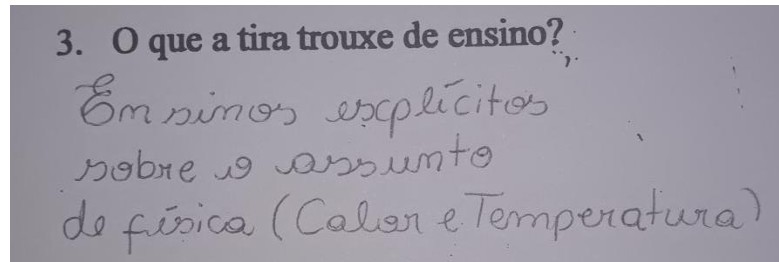 3. O que a tira trouxe de ensino?
Ensinos explícitos
sobre o assunto
de física (Calor e Temperatura)